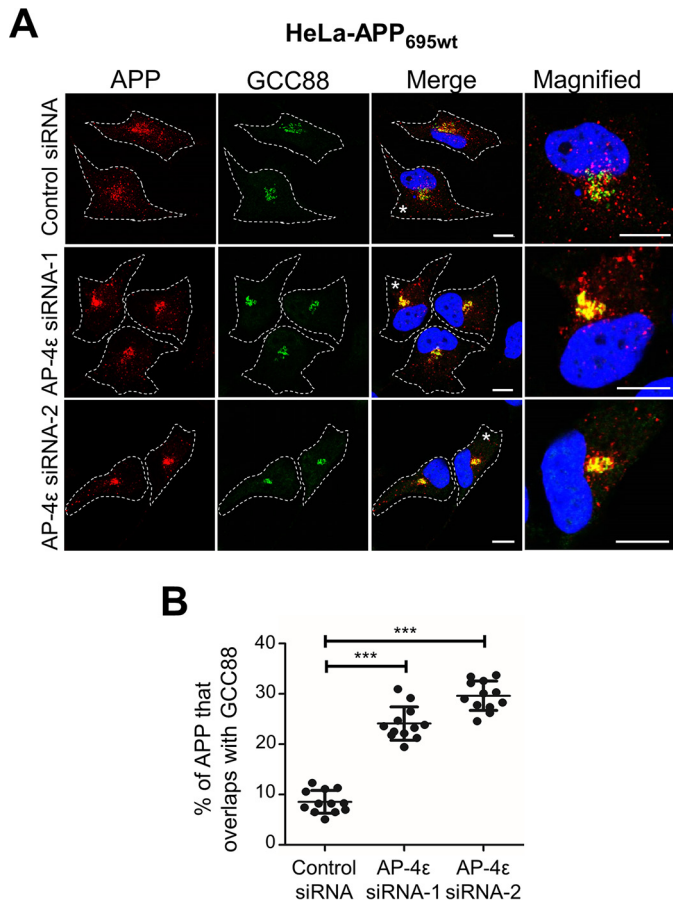 A
HeLa-APP695wt
APP GCC88 Merge Magnified
Control siRNA
*
AP-4ε siRNA-1
*
AP-4ε siRNA-2
*
B
% of APP that
overlaps with GCC88
40
30
20
10
0
***
***
Control
siRNA
AP-4ε
siRNA-1
AP-4ε
siRNA-2